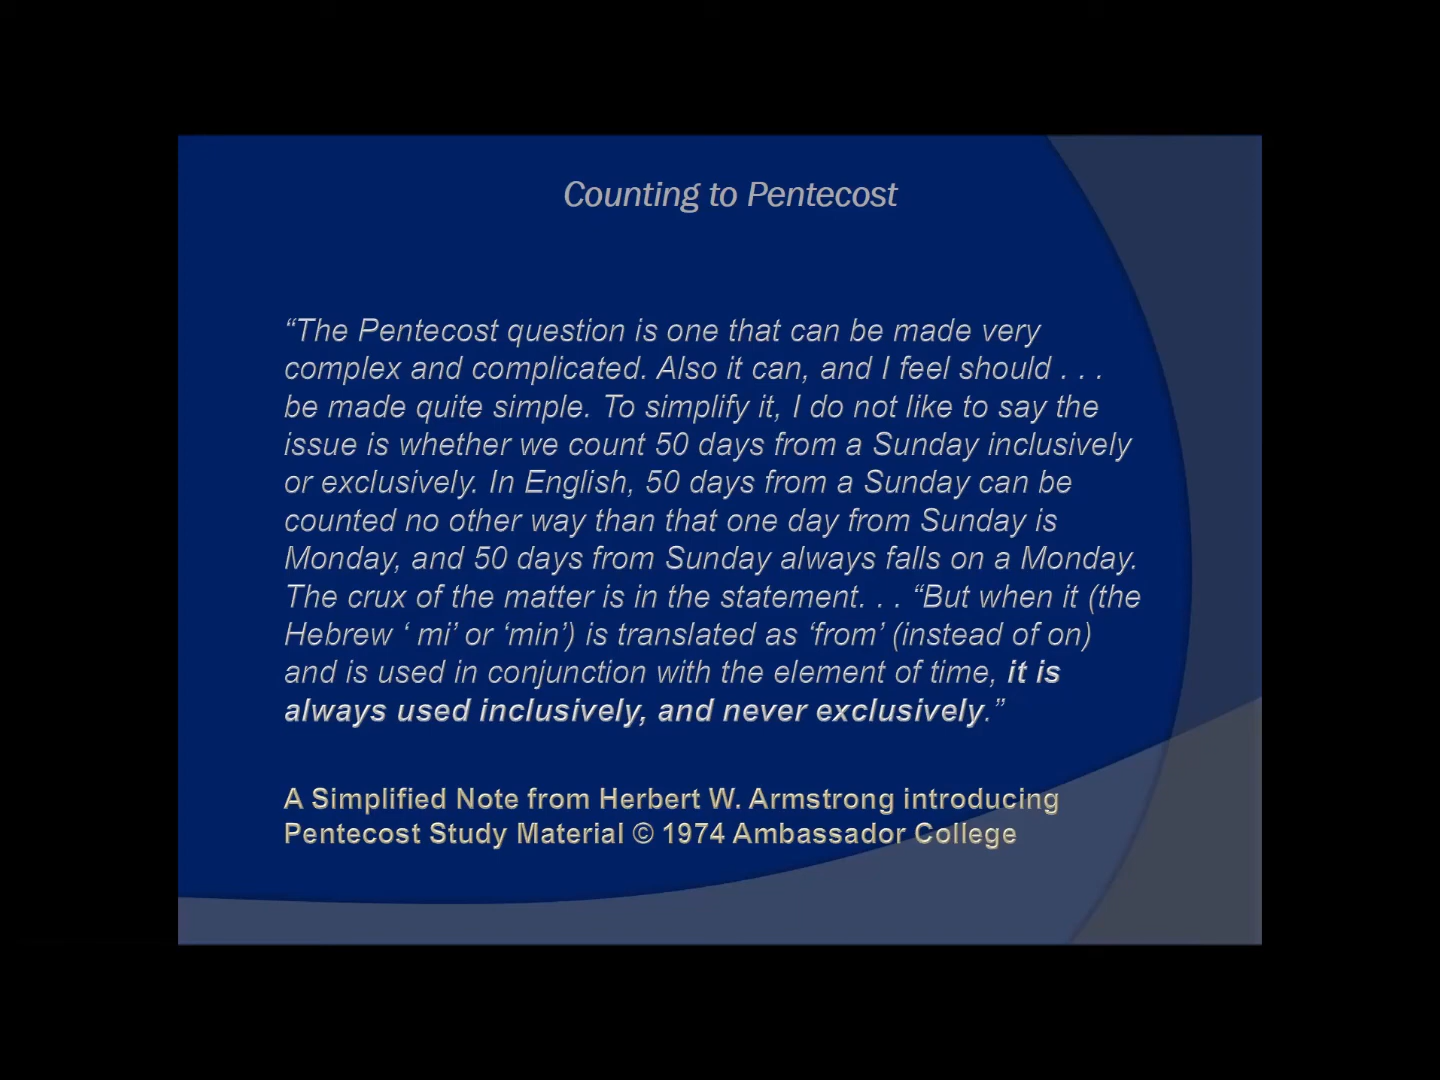 Counting to Pentecost
“The Pentecost question is one that can be made very
complex and complicated. Also it can, and I feel should . . .
be made quite simple. To simplify it, I do not like to say the
issue is whether we count 50 days from a Sunday inclusively
or exclusively. In English, 50 days from a Sunday can be
counted no other way than that one day from Sunday is
Monday, and 50 days from Sunday always falls on a Monday.
The crux of the matter is in the statement. . . “But when it (the
Hebrew ‘ mi’ or ‘min’) is translated as ‘from’ (instead of on)
and is used in conjunction with the element of time, it is
always used inclusively, and never exclusively.”
A Simplified Note from Herbert W. Armstrong introducing
Pentecost Study Material © 1974 Ambassador College